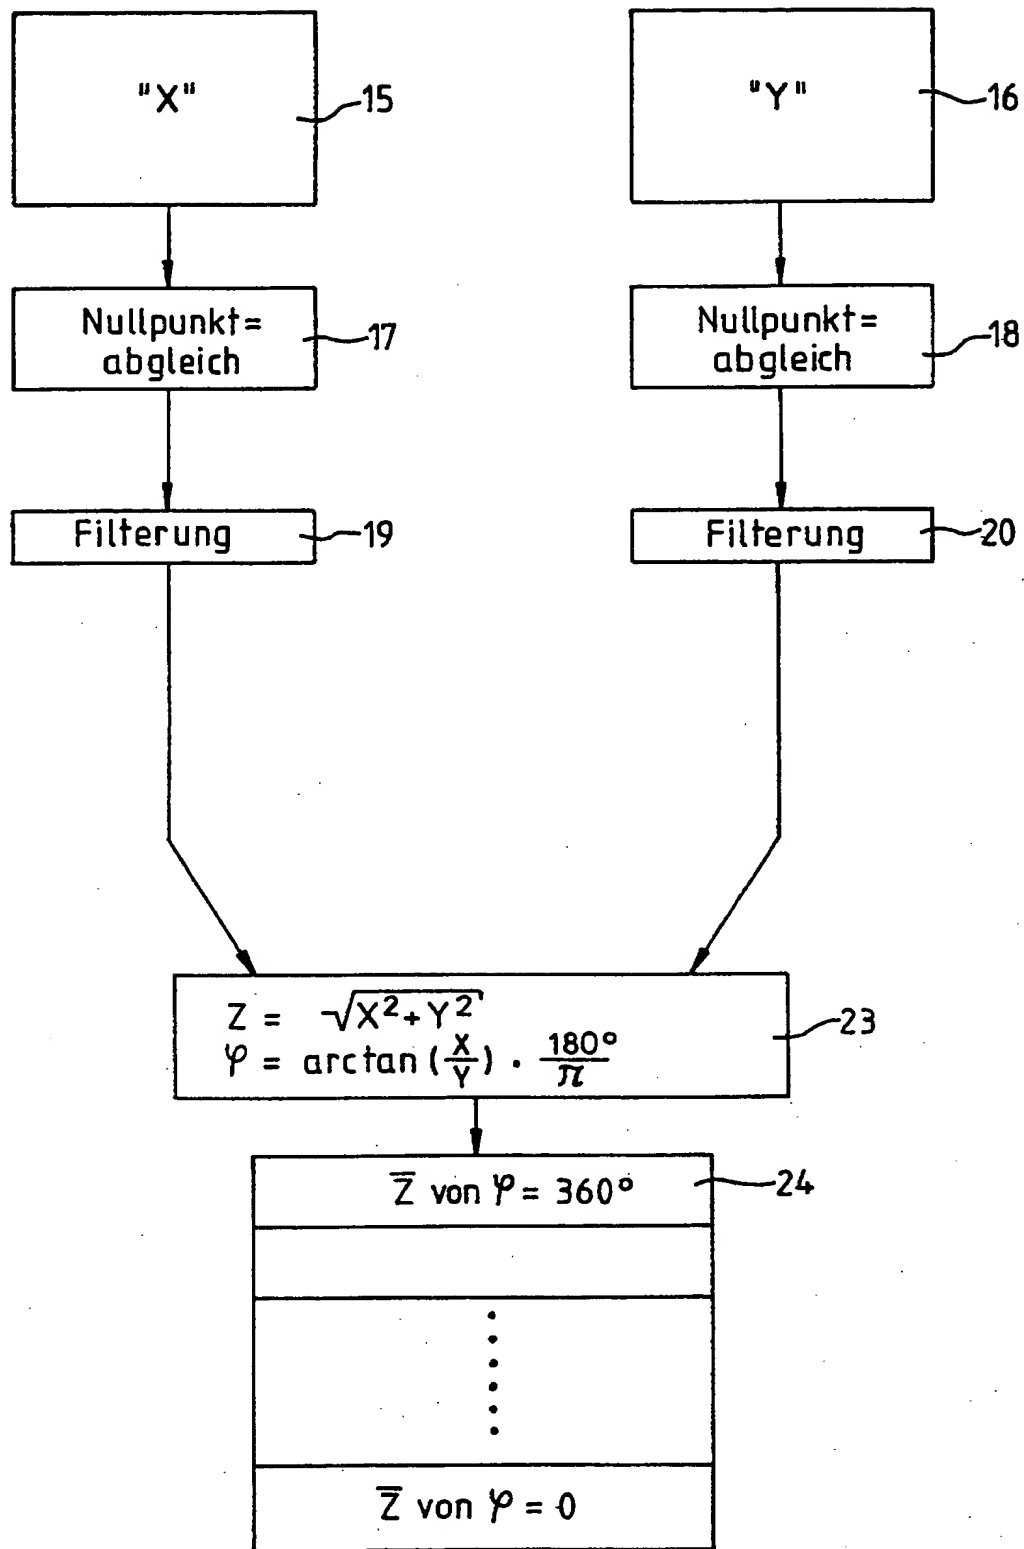 "X"
15
"Y"
16
Nullpunkt=
abgleich
17
Nullpunkt=
abgleich
18
Filterung
19
Filterung
20
Z = √X²+Y²
φ = arctan (X/Y) · 180°/π
23
Z̅ von φ = 360°
24
Z̅ von φ = 0